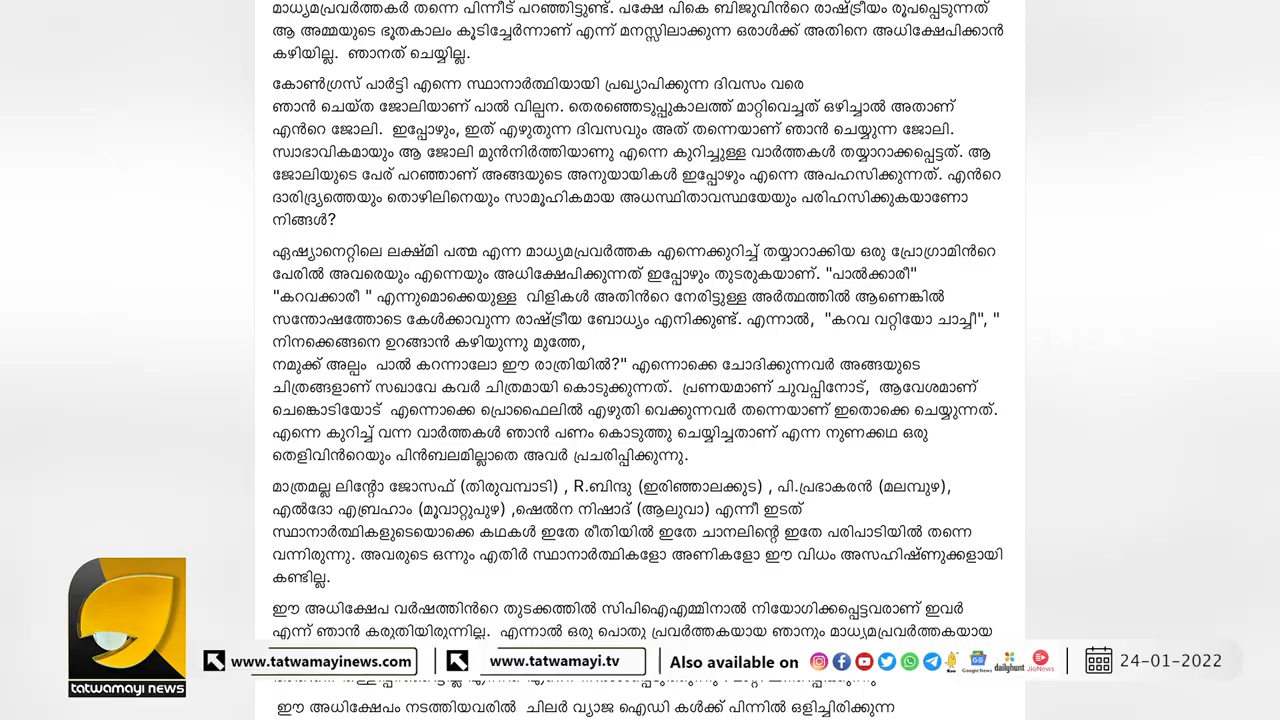 മാധ്യമപ്രവർത്തകർ തന്നെ പിന്നീട് പറഞ്ഞിട്ടുണ്ട്. പക്ഷേ പികെ ബിജുവിൻറെ രാഷ്ട്രീയം രൂപപ്പെടുന്നത്
ആ അമ്മയുടെ ഭൂതകാലം കൂടിച്ചേർന്നാണ് എന്ന് മനസ്സിലാക്കുന്ന ഒരാൾക്ക് അതിനെ അധിക്ഷേപിക്കാൻ
കഴിയില്ല. ഞാനത് ചെയ്യില്ല.
കോൺഗ്രസ് പാർട്ടി എന്നെ സ്ഥാനാർത്ഥിയായി പ്രഖ്യാപിക്കുന്ന ദിവസം വരെ
ഞാൻ ചെയ്ത ജോലിയാണ് പാൽ വില്പന. തെരഞ്ഞെടുപ്പുകാലത്ത് മാറ്റിവെച്ചത് ഒഴിച്ചാൽ അതാണ്
എൻറെ ജോലി. ഇപ്പോഴും, ഇത് എഴുതുന്ന ദിവസവും അത് തന്നെയാണ് ഞാൻ ചെയ്യുന്ന ജോലി.
സ്വാഭാവികമായും ആ ജോലി മുൻനിർത്തിയാണു എന്നെ കുറിച്ചുള്ള വാർത്തകൾ തയ്യാറാക്കപ്പെട്ടത്. ആ
ജോലിയുടെ പേര് പറഞ്ഞാണ് അങ്ങയുടെ അനുയായികൾ ഇപ്പോഴും എന്നെ അപഹസിക്കുന്നത്. എൻറെ
ദാരിദ്ര്യത്തെയും തൊഴിലിനെയും സാമൂഹികമായ അധസ്ഥിതാവസ്ഥയേയും പരിഹസിക്കുകയാണോ
നിങ്ങൾ?
ഏഷ്യാനെറ്റിലെ ലക്ഷ്മി പത്മ എന്ന മാധ്യമപ്രവർത്തക എന്നെക്കുറിച്ച് തയ്യാറാക്കിയ ഒരു പ്രോഗ്രാമിൻറെ
പേരിൽ അവരെയും എന്നെയും അധിക്ഷേപിക്കുന്നത് ഇപ്പോഴും തുടരുകയാണ്. "പാൽക്കാരീ"
"കറവക്കാരീ " എന്നുമൊക്കെയുള്ള വിളികൾ അതിൻറെ നേരിട്ടുള്ള അർത്ഥത്തിൽ ആണെങ്കിൽ
സന്തോഷത്തോടെ കേൾക്കാവുന്ന രാഷ്ട്രീയ ബോധ്യം എനിക്കുണ്ട്. എന്നാൽ, "കറവ വറ്റിയോ ചാച്ചീ", "
നിനക്കെങ്ങനെ ഉറങ്ങാൻ കഴിയുന്നു മുത്തേ,
നമുക്ക് അല്പം പാൽ കറന്നാലോ ഈ രാത്രിയിൽ?" എന്നൊക്കെ ചോദിക്കുന്നവർ അങ്ങയുടെ
ചിത്രങ്ങളാണ് സഖാവേ കവർ ചിത്രമായി കൊടുക്കുന്നത്. പ്രണയമാണ് ചുവപ്പിനോട്, ആവേശമാണ്
ചെങ്കൊടിയോട് എന്നൊക്കെ പ്രൊഫൈലിൽ എഴുതി വെക്കുന്നവർ തന്നെയാണ് ഇതൊക്കെ ചെയ്യുന്നത്.
എന്നെ കുറിച്ച് വന്ന വാർത്തകൾ ഞാൻ പണം കൊടുത്തു ചെയ്യിച്ചതാണ് എന്ന നുണക്കഥ ഒരു
തെളിവിൻറെയും പിൻബലമില്ലാതെ അവർ പ്രചരിപ്പിക്കുന്നു.
മാത്രമല്ല ലിന്റോ ജോസഫ് (തിരുവമ്പാടി) , R.ബിന്ദു (ഇരിഞ്ഞാലക്കുട) , പി.പ്രഭാകരൻ (മലമ്പുഴ),
എൽദോ എബ്രഹാം (മൂവാറ്റുപുഴ) ,ഷെൽന നിഷാദ് (ആലുവാ) എന്നീ ഇടത്
സ്ഥാനാർത്ഥികളുടെയൊക്കെ കഥകൾ ഇതേ രീതിയിൽ ഇതേ ചാനലിന്റെ ഇതേ പരിപാടിയിൽ തന്നെ
വന്നിരുന്നു. അവരുടെ ഒന്നും എതിർ സ്ഥാനാർത്ഥികളോ അണികളോ ഈ വിധം അസഹിഷ്ണുക്കളായി
കണ്ടില്ല.
ഈ അധിക്ഷേപ വർഷത്തിൻറെ തുടക്കത്തിൽ സിപിഐഎമ്മിനാൽ നിയോഗിക്കപ്പെട്ടവരാണ് ഇവർ
എന്ന് ഞാൻ കരുതിയിരുന്നില്ല. എന്നാൽ ഒരു പൊതു പ്രവർത്തകയായ ഞാനും മാധ്യമപ്രവർത്തകയായ
tatwamayi news
www.tatwamayinews.com
www.tatwamayi.tv
Also available on
Google News
dailyhunt
JioNews
24-01-2022
ഈ അധിക്ഷേപം നടത്തിയവരിൽ ചിലർ വ്യാജ ഐഡി കൾക്ക് പിന്നിൽ ഒളിച്ചിരിക്കുന്ന